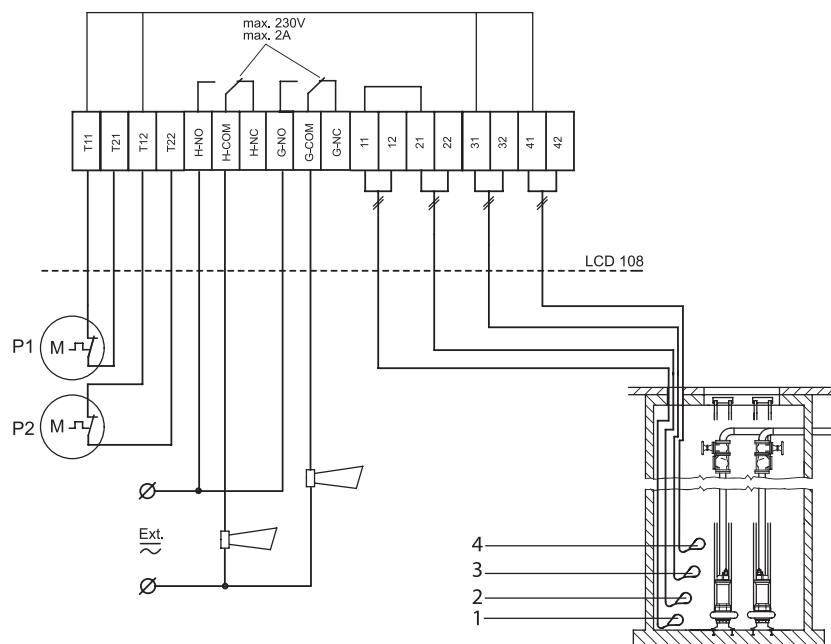 max. 230V
max. 2A
T11 T21 T12 T22 H-NO H-COM H-NC G-NO G-COM G-NC 11 12 21 22 31 32 41 42
LCD 108
P1 M
P2 M
Ext.
4
3
2
1